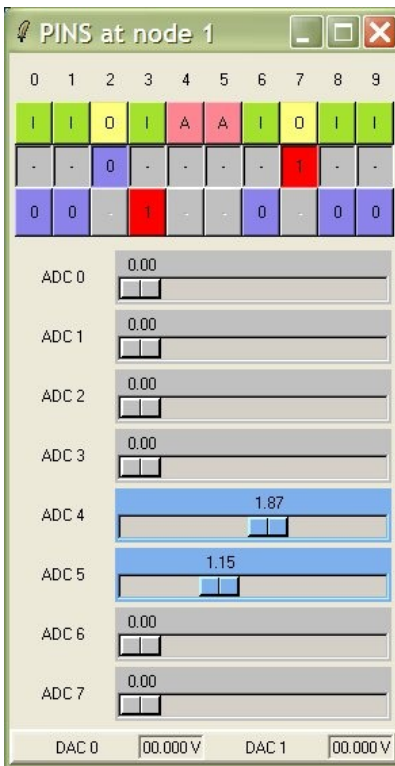 PINS at node 1
0 1 2 3 4 5 6 7 8 9
I I O I A A I O I I
- - 0 - - - - 1 - -
0 0 - 1 - - 0 - 0 0
0.00
ADC 0
0.00
ADC 1
0.00
ADC 2
0.00
ADC 3
1.87
ADC 4
1.15
ADC 5
0.00
ADC 6
0.00
ADC 7
DAC 0 00.000 V DAC 1 00.000 V